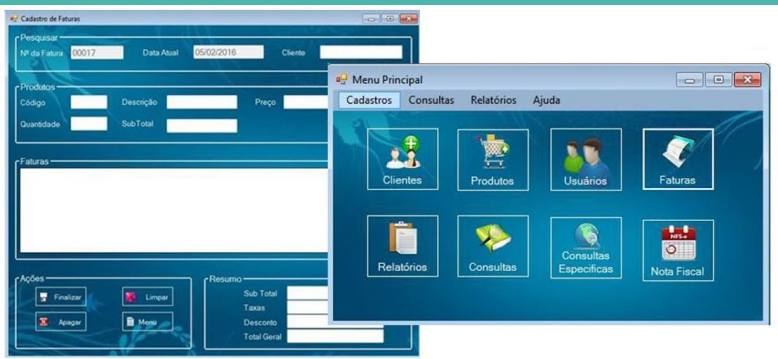 Cadastro de Faturas
Pesquisar
Nº da Fatura 00017 Data Atual 05/02/2016 Cliente
Produtos
Código Descrição Preço
Quantidade SubTotal
Faturas
Ações
Finalizar Limpar
Apagar Menu
Resumo
Sub Total
Taxas
Desconto
Total Geral
Menu Principal
Cadastros Consultas Relatórios Ajuda
Clientes Produtos Usuários Faturas
NFS-e
Relatórios Consultas Consultas Especificas Nota Fiscal